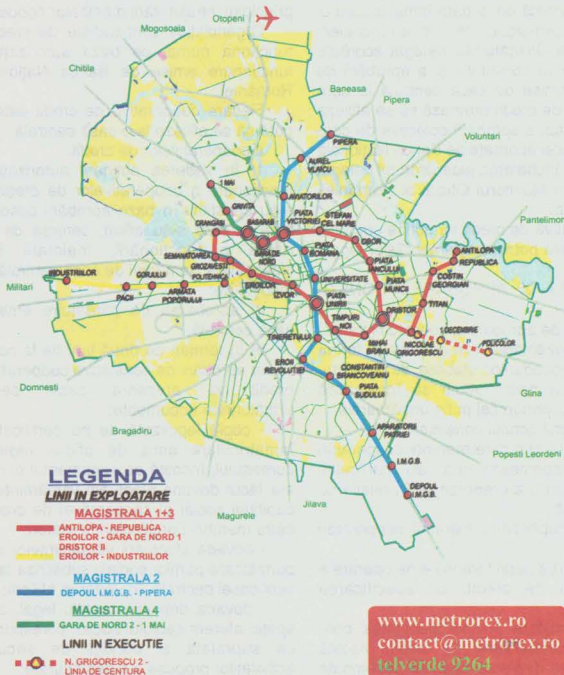 Otopeni
Mogosoaia
Chitila
Baneasa
Pipera
Voluntari
PIPERA
AUREL
VLAICU
1 MAI
AVIATORILOR
GRIVITA
Pantelimon
CRANGASI
BASARAB
PIATA
VICTORIEI
STEFAN
CEL MARE
GARA DE
NORD
PIATA
ROMANA
OBOR
SEMANATOAREA
ANTILOPA
REPUBLICA
GROZAVESTI
PIATA
IANCULUI
COSTIN
GEORGIAN
INDUSTRIILOR
GORJULUI
POLITEHNICA
EROILOR
UNIVERSITATE
PIATA
MUNCII
Militari
PACII
ARMATA
POPORULUI
IZVOR
PIATA
UNIRII
DRISTOR
TITAN
TIMPURI
NOI
1 DECEMBRIE
TINERETULUI
MIHAI
BRAVU
NICOLAE
GRIGORESCU
POLICOLOR
EROII
REVOLUTIEI
CONSTANTIN
BRANCOVEANU
Domnesti
PIATA
SUDULUI
Glina
Bragadiru
APARATORII
PATRIEI
Popesti Leordeni
I.M.G.B.
Jilava
DEPOUL
I.M.G.B.
Magurele
LEGENDA
LINII IN EXPLOATARE
MAGISTRALA 1+3
ANTILOPA - REPUBLICA
EROILOR - GARA DE NORD 1
DRISTOR II
EROILOR - INDUSTRIILOR
MAGISTRALA 2
DEPOUL I.M.G.B. - PIPERA
MAGISTRALA 4
GARA DE NORD 2 - 1 MAI
LINII IN EXECUTIE
N. GRIGORESCU 2 -
LINIA DE CENTURA
www.metrorex.ro
contact@metrorex.ro
telverde 9264